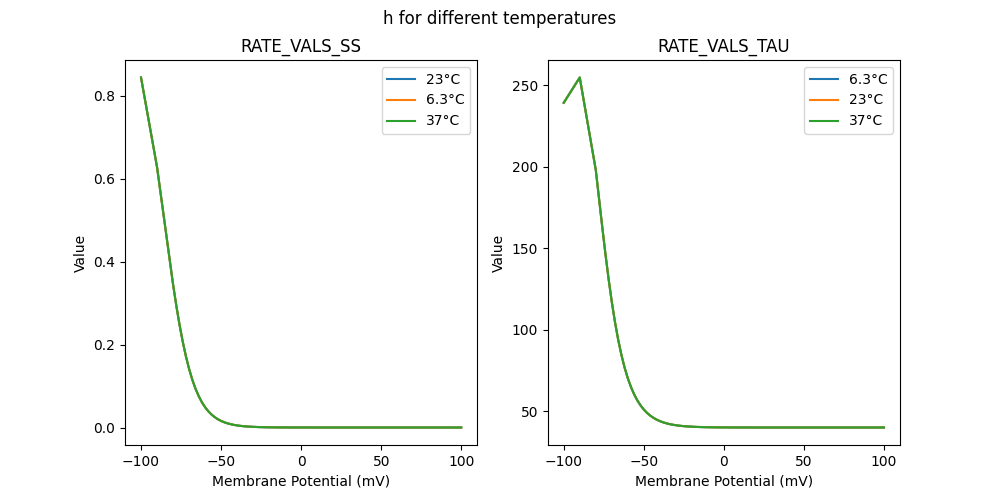 h for different temperatures
RATE_VALS_SS
RATE_VALS_TAU
23°C
6.3°C
37°C
6.3°C
23°C
37°C
Value
0.8
0.6
0.4
0.2
0.0
−100
−50
0
50
100
Membrane Potential (mV)
Value
250
200
150
100
50
−100
−50
0
50
100
Membrane Potential (mV)